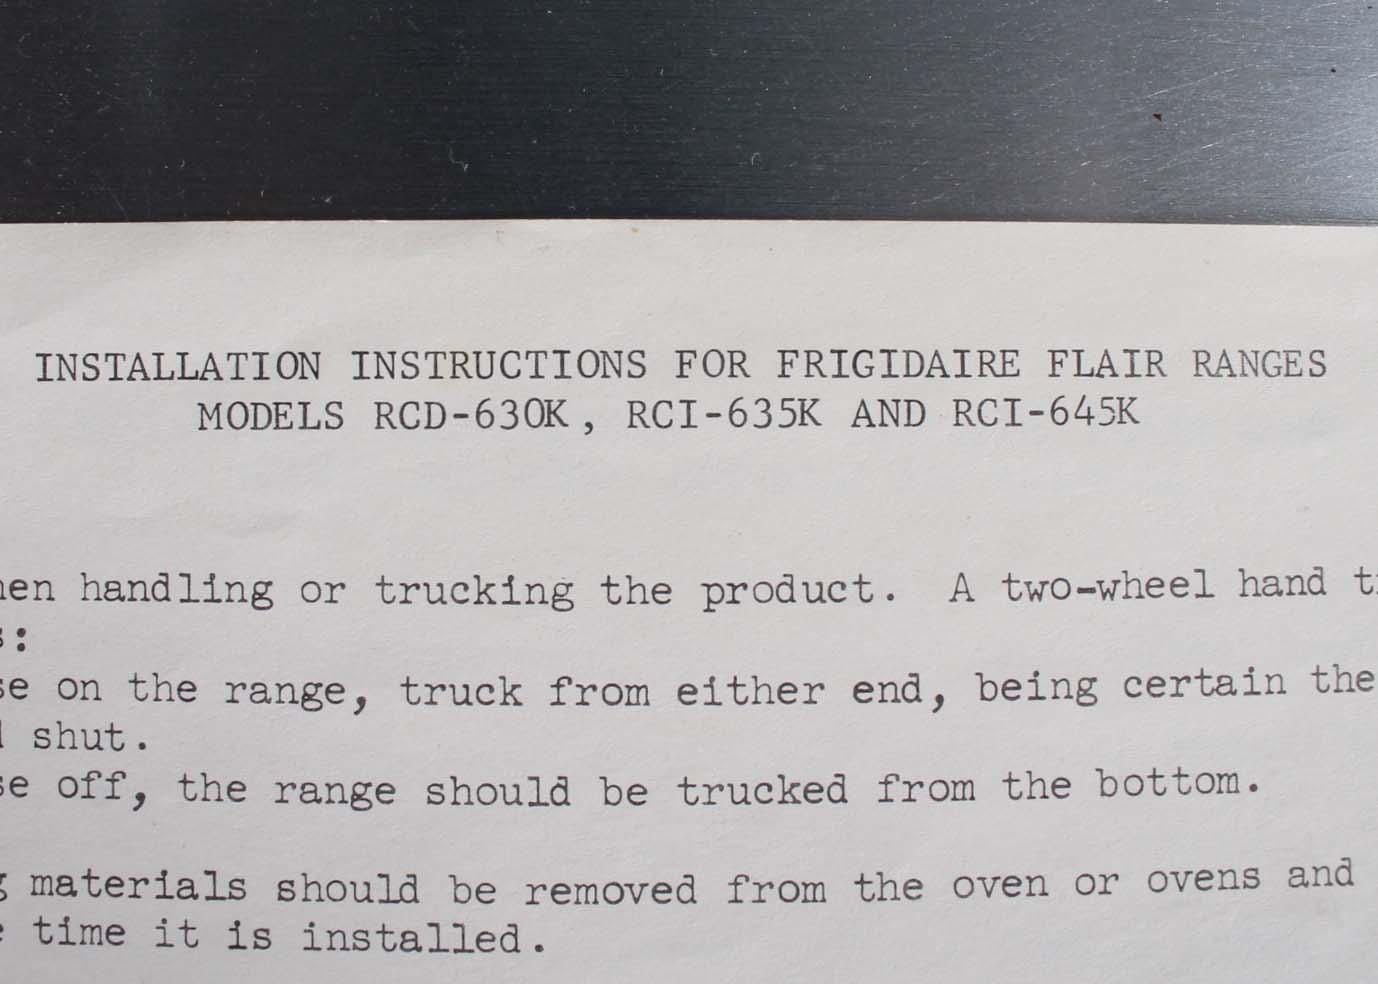 INSTALLATION INSTRUCTIONS FOR FRIGIDAIRE FLAIR RANGES
MODELS RCD-630K, RCI-635K AND RCI-645K
handling or trucking the product. A two-wheel hand
on the range, truck from either end, being certain the
shut.
off, the range should be trucked from the bottom.
materials should be removed from the oven or ovens and
time it is installed.